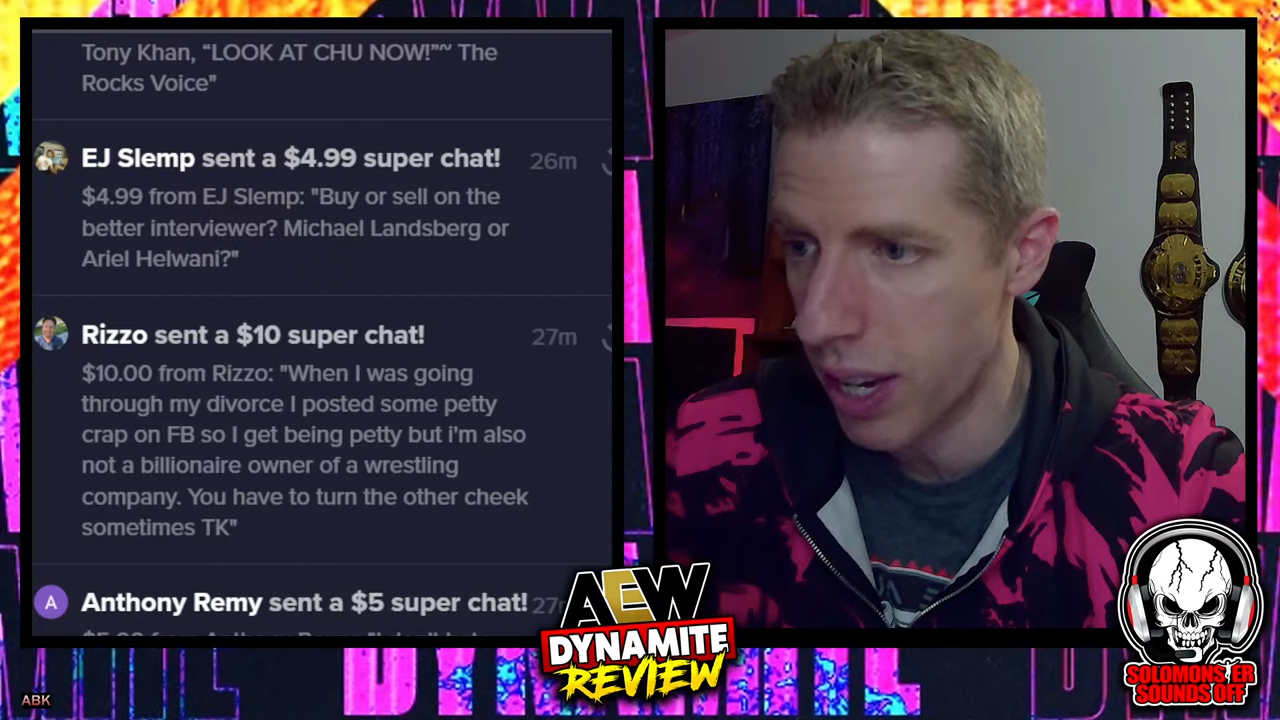 Tony Khan, “LOOK AT CHU NOW!"~ The
Rocks Voice"
EJ Slemp sent a $4.99 super chat!
26m
$4.99 from EJ Slemp: "Buy or sell on the
better interviewer? Michael Landsberg or
Ariel Helwani?"
Rizzo sent a $10 super chat!
27m
$10.00 from Rizzo: "When I was going
through my divorce I posted some petty
crap on FB so I get being petty but i'm also
not a billionaire owner of a wrestling
company. You have to turn the other cheek
sometimes TK"
A
Anthony Remy sent a $5 super chat!
AEW
DYNAMITE
REVIEW
SOUNDS OFF
ABK